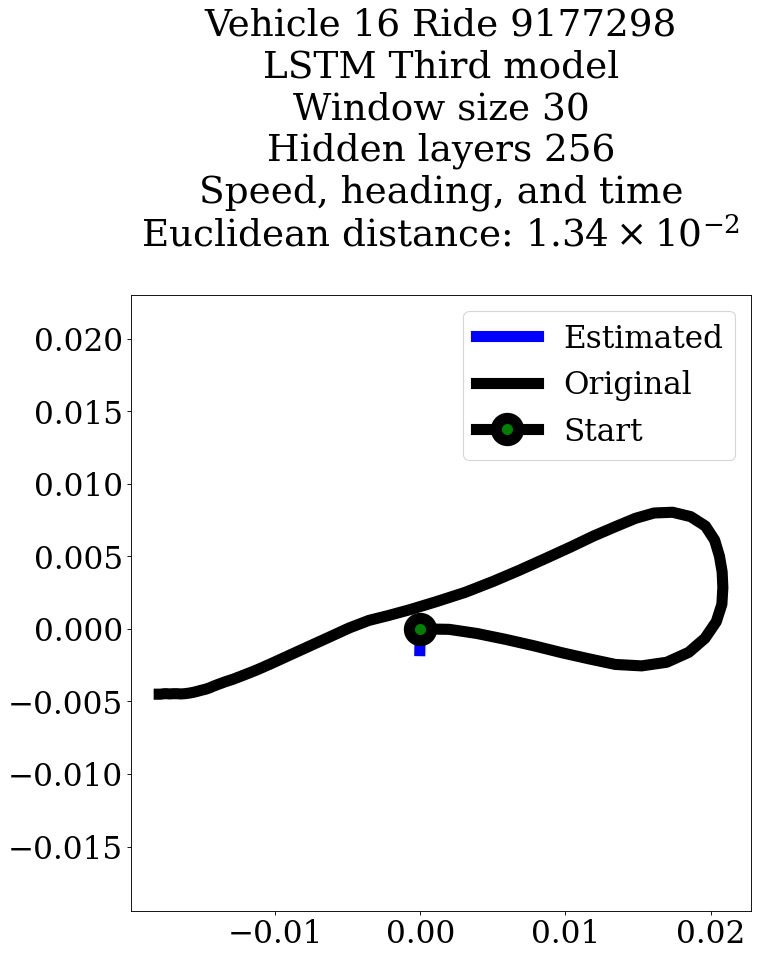 Vehicle 16 Ride 9177298
LSTM Third model
Window size 30
Hidden layers 256
Speed, heading, and time
Euclidean distance: 1.34 × 10⁻²
Estimated
Original
Start
0.020
0.015
0.010
0.005
0.000
−0.005
−0.010
−0.015
−0.01
0.00
0.01
0.02